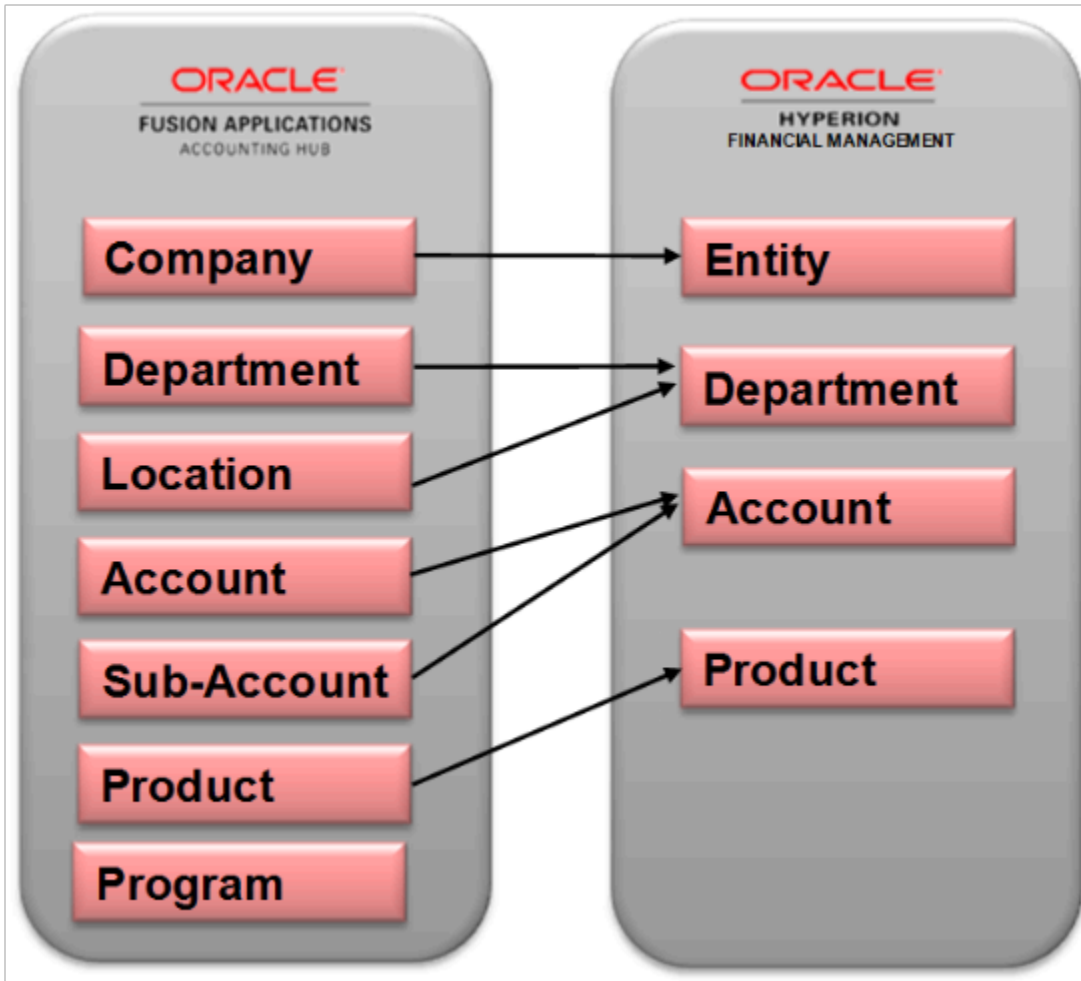 ORACLE
FUSION APPLICATIONS
ACCOUNTING HUB
Company
Department
Location
Account
Sub-Account
Product
Program
ORACLE
HYPERION
FINANCIAL MANAGEMENT
Entity
Department
Account
Product